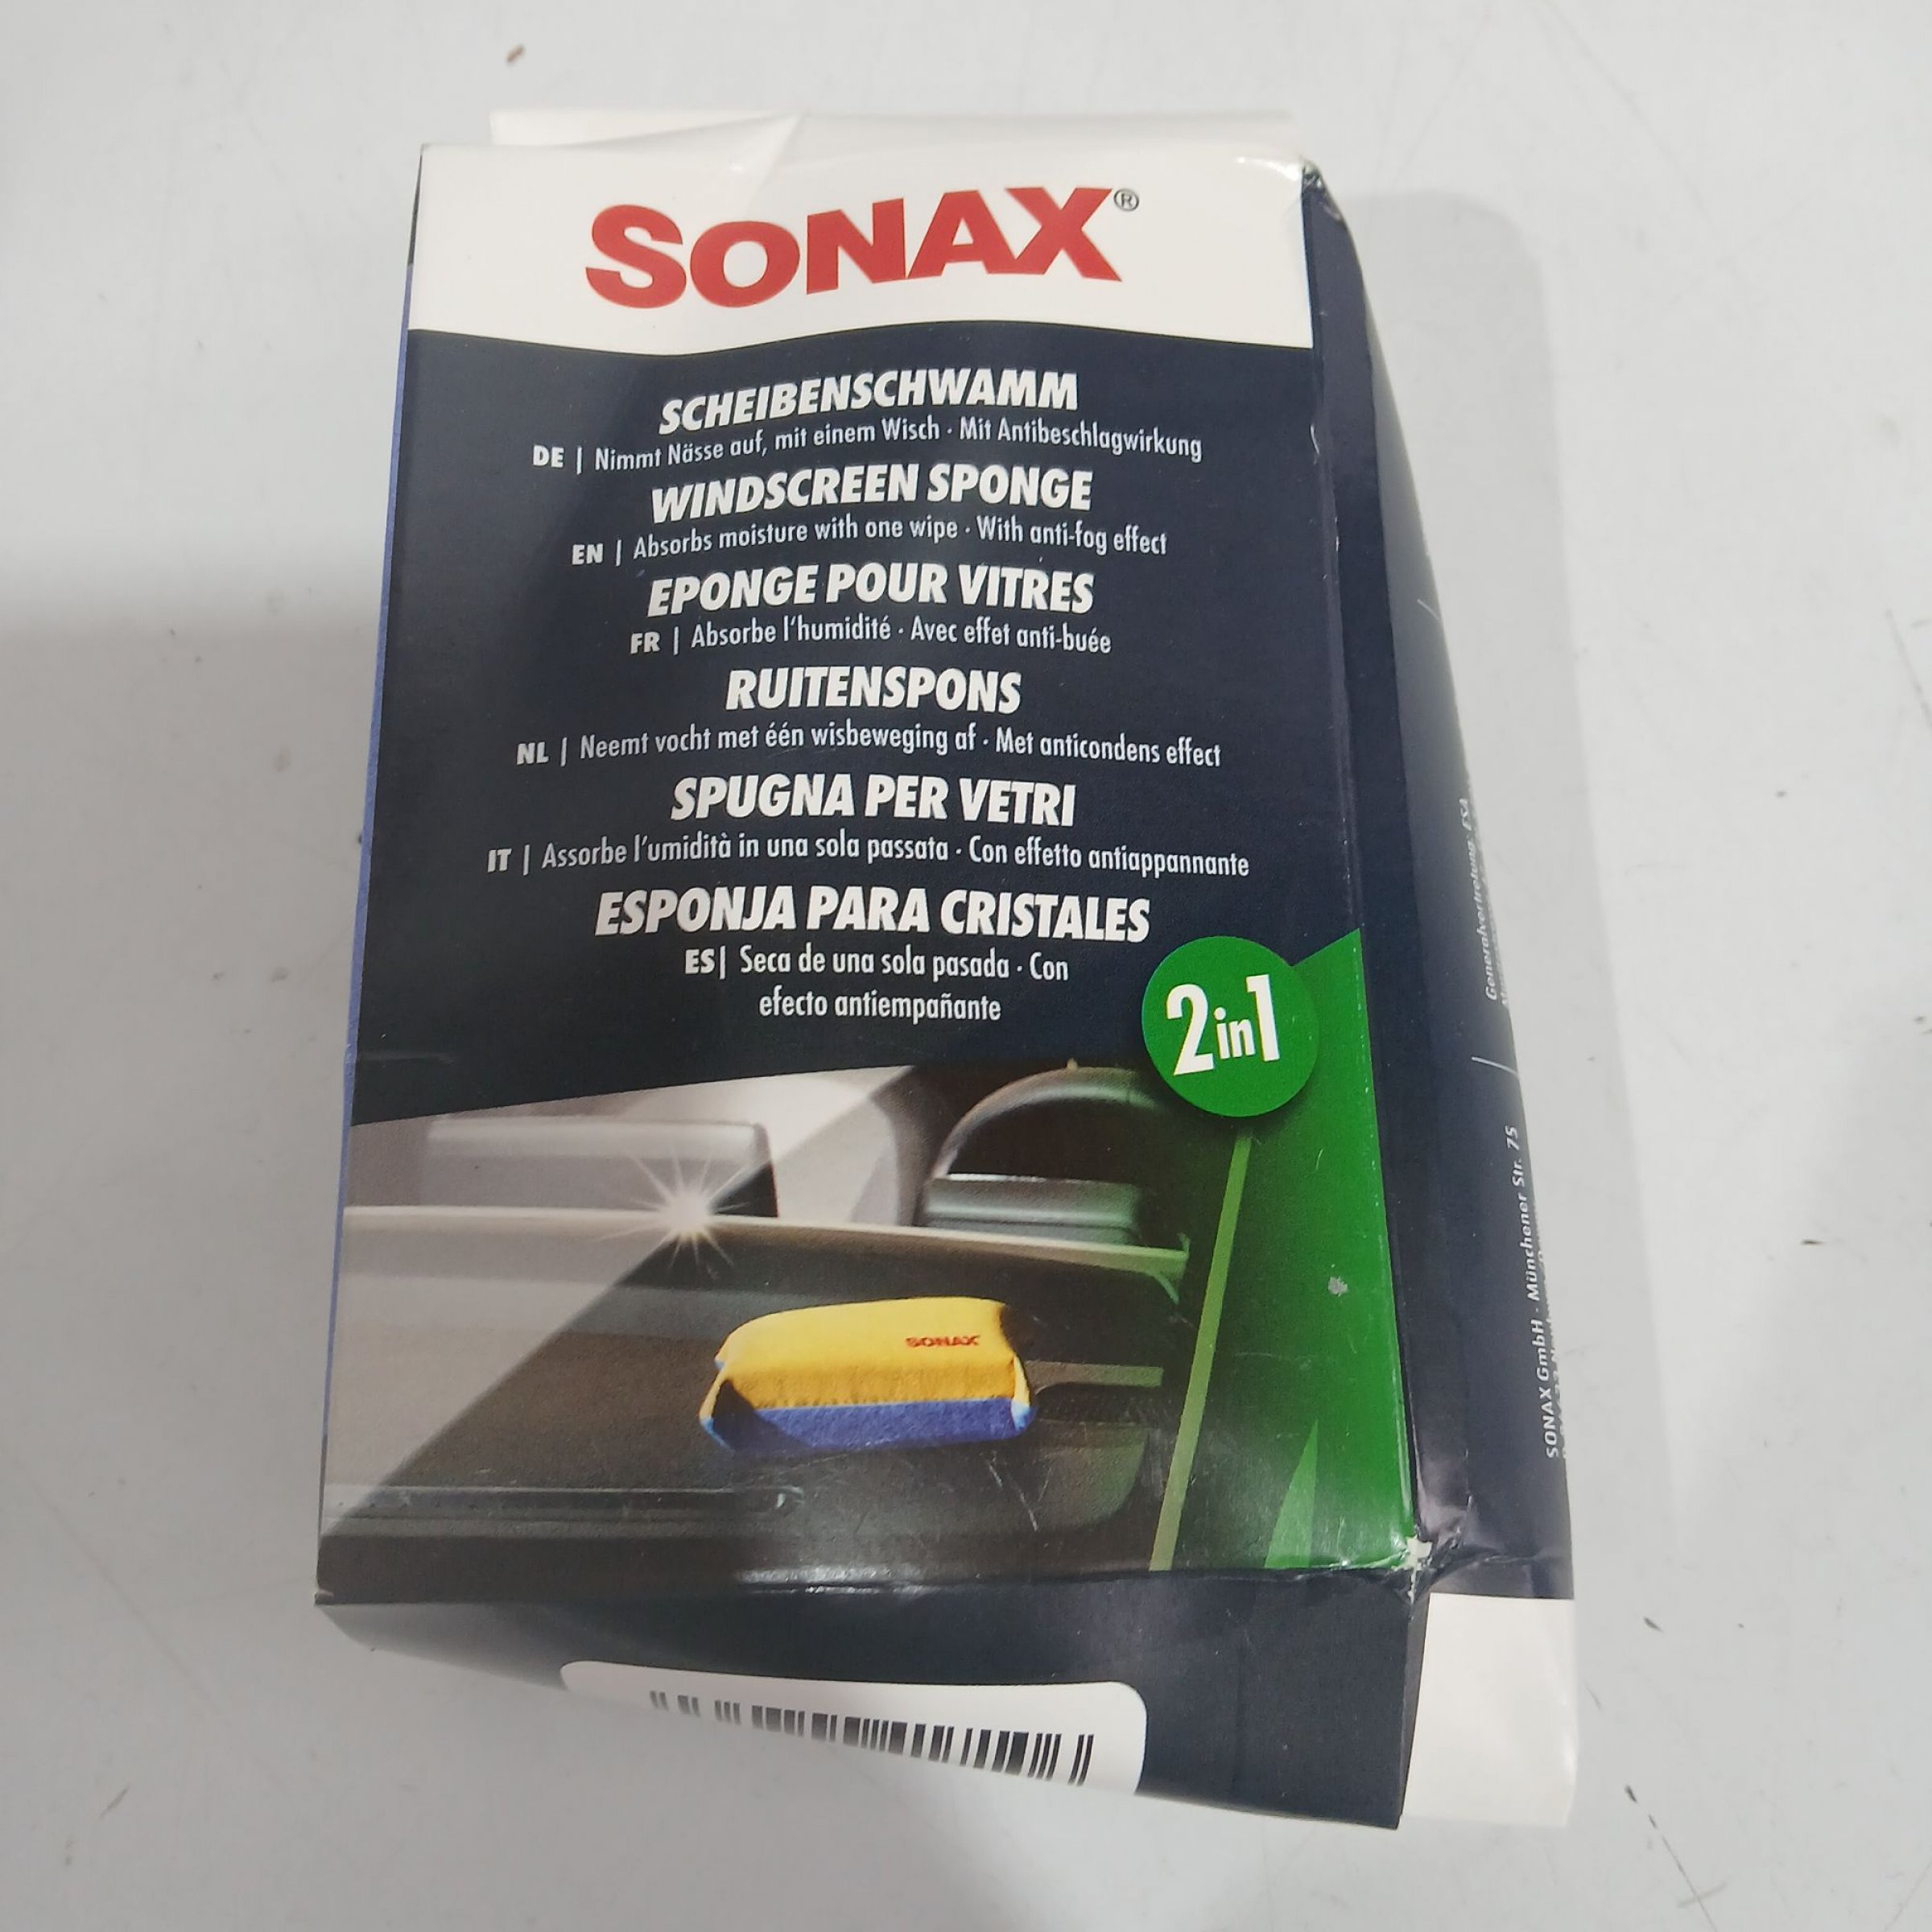 SONAX®
SCHEIBENSCHWAMM
DE | Nimmt Nässe auf, mit einem Wisch · Mit Antibeschlagwirkung
WINDSCREEN SPONGE
EN | Absorbs moisture with one wipe · With anti-fog effect
EPONGE POUR VITRES
FR | Absorbe l'humidité · Avec effet anti-buée
RUITENSPONS
NL | Neemt vocht met één wisbeweging af · Met anticondens effect
SPUGNA PER VETRI
IT | Assorbe l'umidità in una sola passata · Con effetto antiappannante
ESPONJA PARA CRISTALES
ES| Seca de una sola pasada · Con
efecto antiempañante
2in1
SONAX
Generalvertretung: ESA
SONAX GmbH · Münchener Str. 75